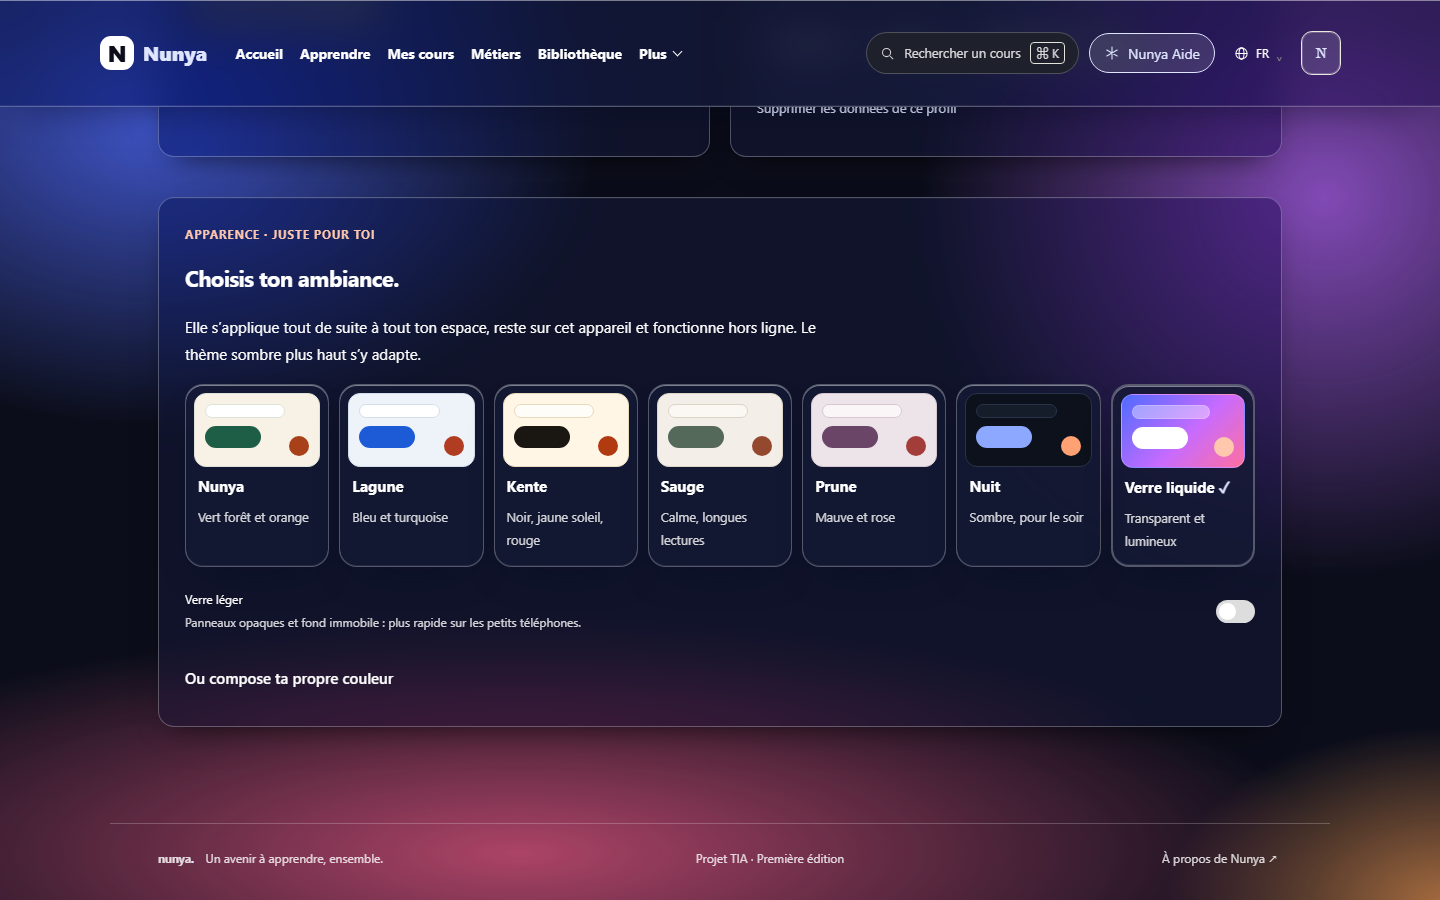 N Nunya Accueil Apprendre Mes cours Métiers Bibliothèque Plus Rechercher un cours ⌘K Nunya Aide FR N
Supprimer les données de ce profil
APPARENCE · JUSTE POUR TOI
Choisis ton ambiance.
Elle s’applique tout de suite à tout ton espace, reste sur cet appareil et fonctionne hors ligne. Le
thème sombre plus haut s’y adapte.
Nunya
Vert forêt et orange
Lagune
Bleu et turquoise
Kente
Noir, jaune soleil,
rouge
Sauge
Calme, longues
lectures
Prune
Mauve et rose
Nuit
Sombre, pour le soir
Verre liquide ✓
Transparent et
lumineux
Verre léger
Panneaux opaques et fond immobile : plus rapide sur les petits téléphones.
Ou compose ta propre couleur
nunya. Un avenir à apprendre, ensemble. Projet TIA · Première édition À propos de Nunya ↗